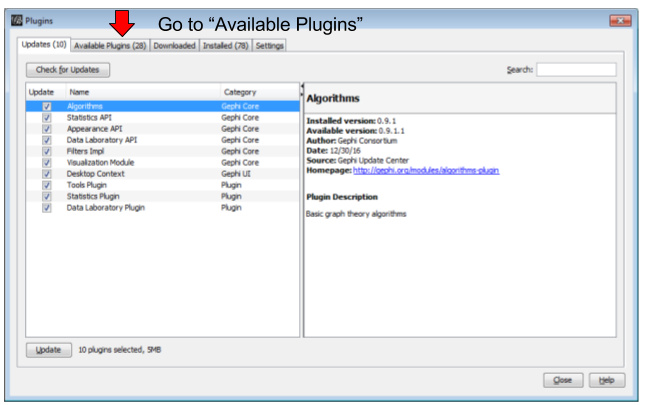 Plugins
Go to “Available Plugins”
Updates (10) Available Plugins (28) Downloaded Installed (78) Settings
Check for Updates
Search:
Update Name Category
Algorithms Gephi Core
Statistics API Gephi Core
Appearance API Gephi Core
Data Laboratory API Gephi Core
Filters Impl Gephi Core
Visualization Module Gephi Core
Desktop Context Gephi UI
Tools Plugin Plugin
Statistics Plugin Plugin
Data Laboratory Plugin Plugin
Algorithms
Installed version: 0.9.1
Available version: 0.9.1.1
Author: Gephi Consortium
Date: 12/30/16
Source: Gephi Update Center
Homepage: http://gephi.org/modules/algorithms-plugin
Plugin Description
Basic graph theory algorithms
Update 10 plugins selected, 5MB
Close Help